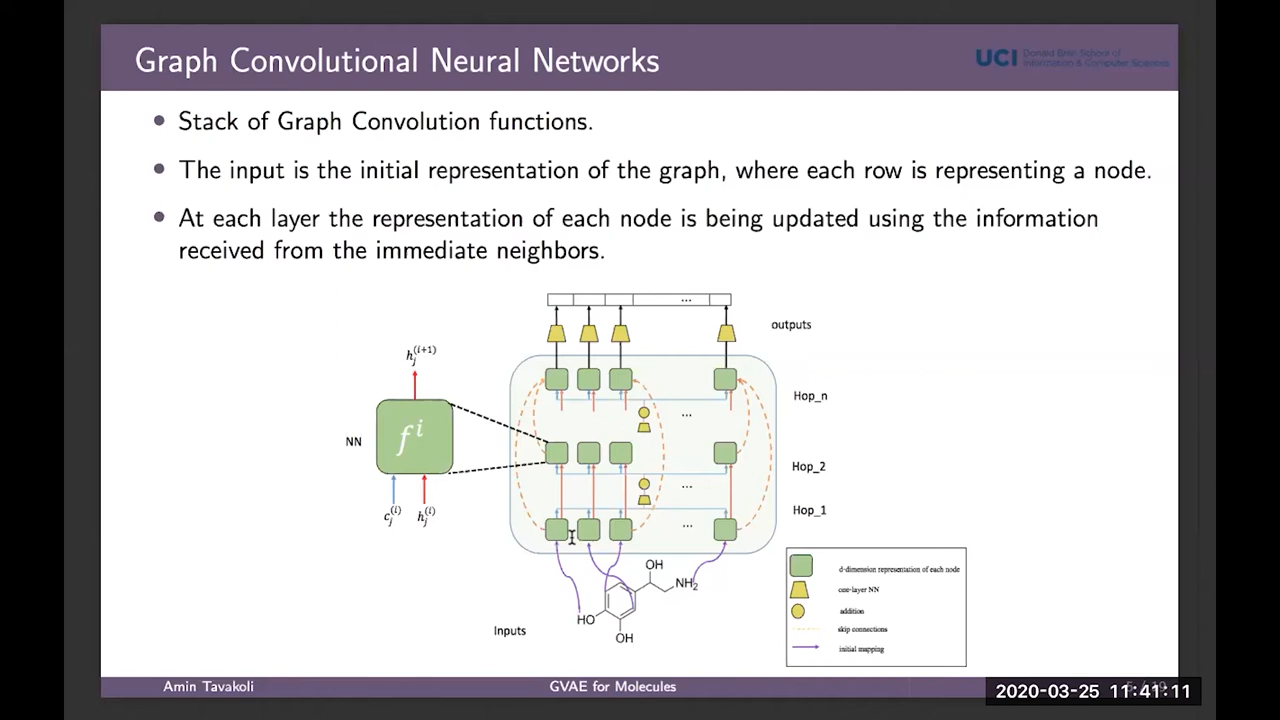 Graph Convolutional Neural Networks
UCI Donald Bren School of
Information & Computer Sciences
Stack of Graph Convolution functions.
The input is the initial representation of the graph, where each row is representing a node.
At each layer the representation of each node is being updated using the information
received from the immediate neighbors.
...
outputs
h_j^(i+1)
Hop_n
...
NN
f^i
Hop_2
...
c_j^(i) h_j^(i)
Hop_1
...
OH
NH2
HO
OH
Inputs
d-dimension representation of each node
one-layer NN
addition
skip connections
initial mapping
Amin Tavakoli
GVAE for Molecules
2020-03-25 11:41:11